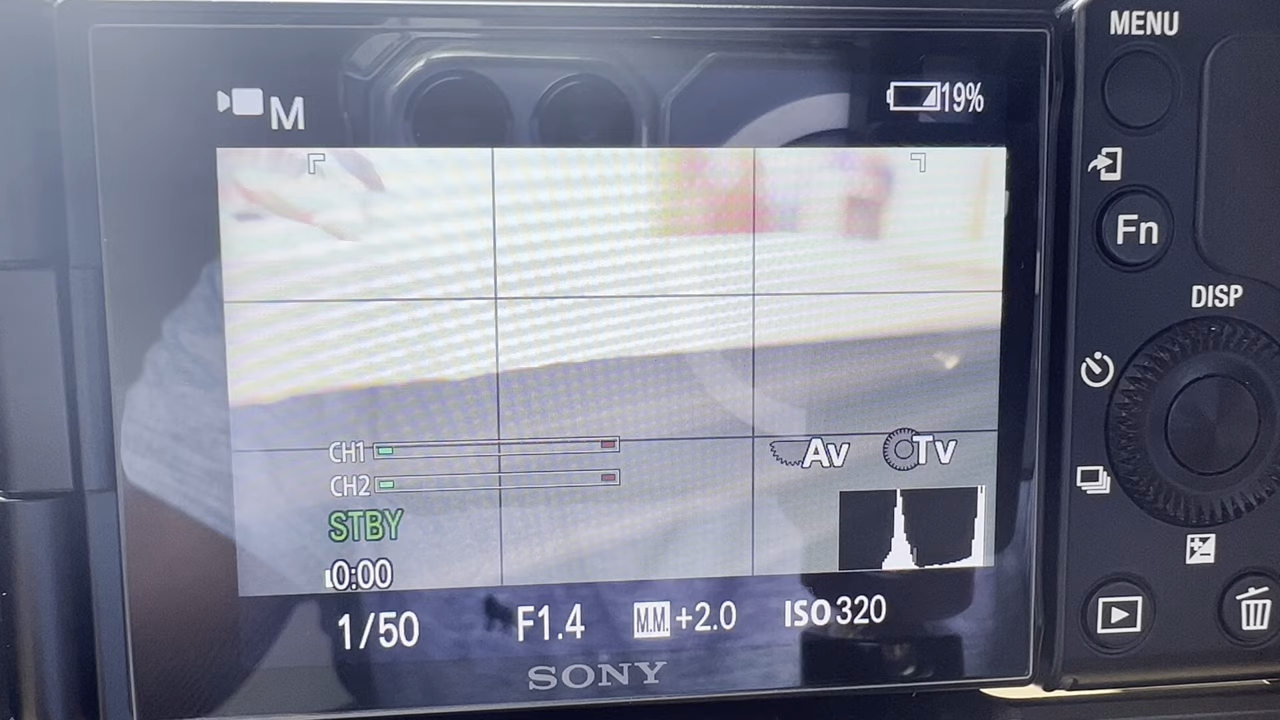 MENU
M
19%
Fn
DISP
CH1
Av
Tv
CH2
STBY
0:00
1/50
F1.4
M.M.
+2.0
ISO 320
SONY